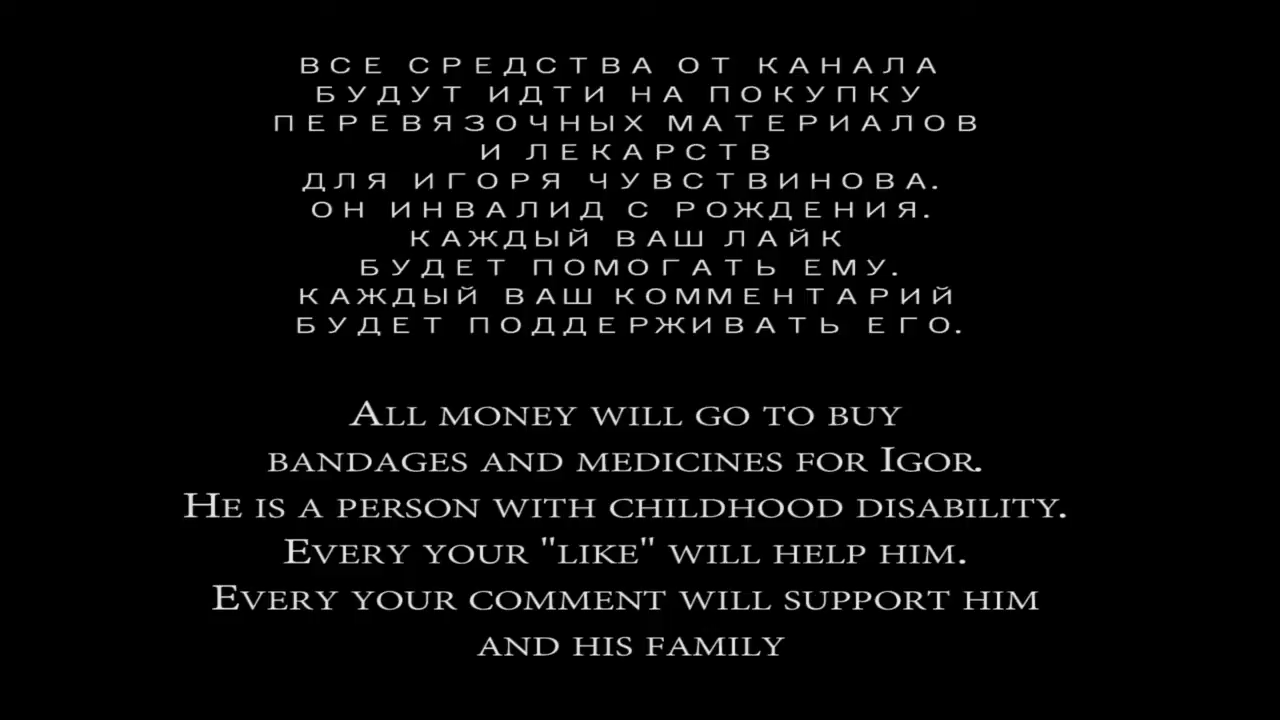 ВСЕ СРЕДСТВА ОТ КАНАЛА
БУДУТ ИДТИ НА ПОКУПКУ
ПЕРЕВЯЗОЧНЫХ МАТЕРИАЛОВ
И ЛЕКАРСТВ
ДЛЯ ИГОРЯ ЧУВСТВИНОВА.
ОН ИНВАЛИД С РОЖДЕНИЯ.
КАЖДЫЙ ВАШ ЛАЙК
БУДЕТ ПОМОГАТЬ ЕМУ.
КАЖДЫЙ ВАШ КОММЕНТАРИЙ
БУДЕТ ПОДДЕРЖИВАТЬ ЕГО.
ALL MONEY WILL GO TO BUY
BANDAGES AND MEDICINES FOR IGOR.
HE IS A PERSON WITH CHILDHOOD DISABILITY.
EVERY YOUR "LIKE" WILL HELP HIM.
EVERY YOUR COMMENT WILL SUPPORT HIM
AND HIS FAMILY